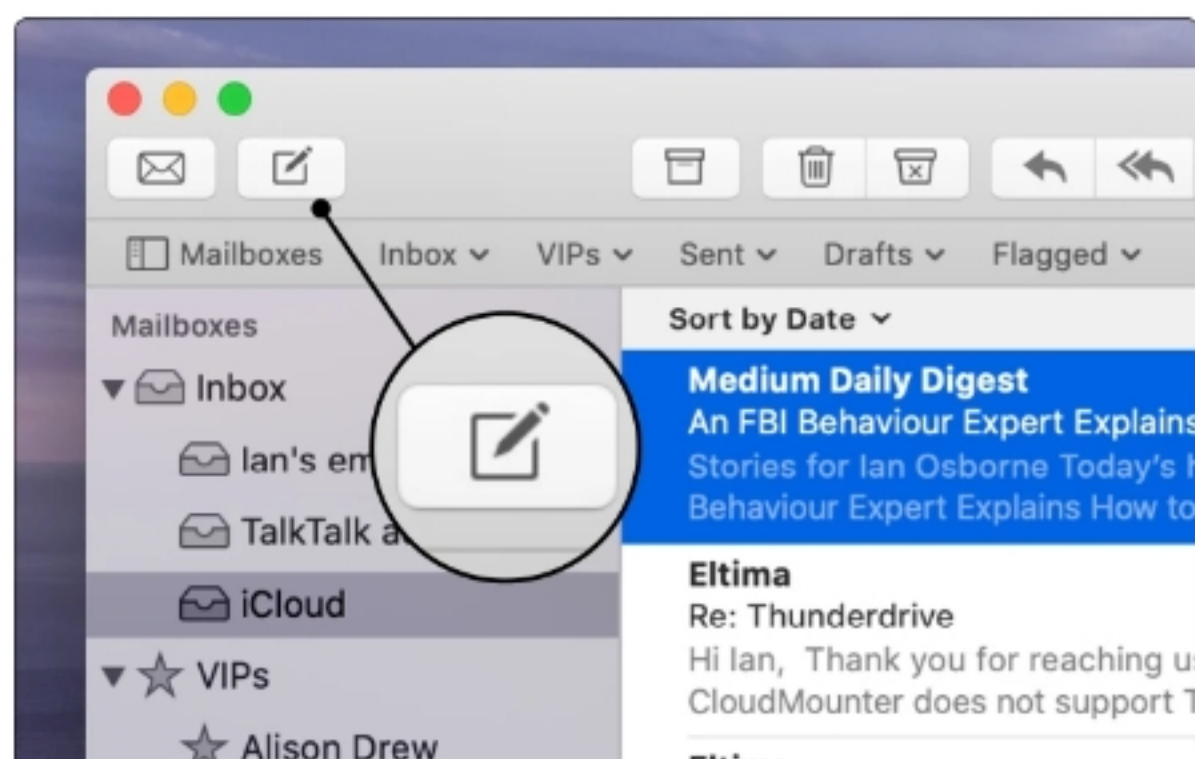 Mailboxes Inbox VIPs Sent Drafts Flagged
Mailboxes
Inbox
Ian's em
TalkTalk a
iCloud
VIPs
Alison Drew
Sort by Date
Medium Daily Digest
An FBI Behaviour Expert Explains
Stories for Ian Osborne Today's h
Behaviour Expert Explains How to
Eltima
Re: Thunderdrive
Hi An, Thank you for reaching us
CloudMounter does not support T